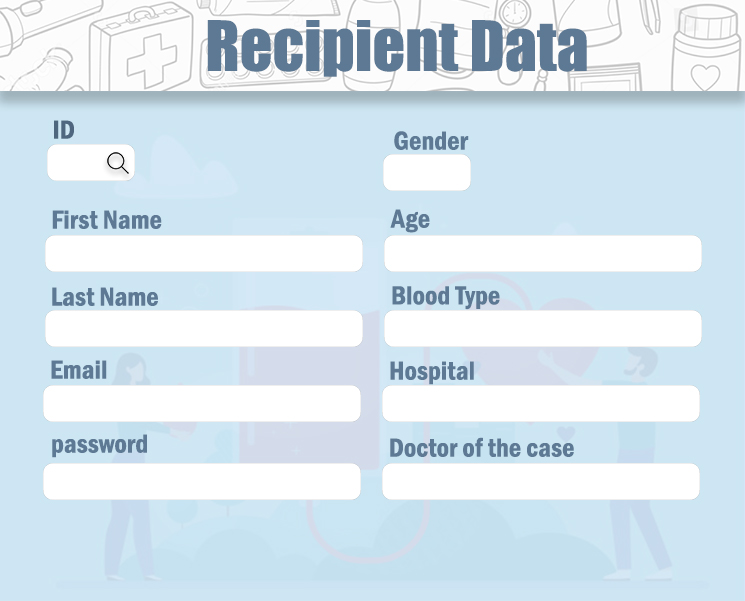 Recipient Data
ID
Gender
First Name
Age
Last Name
Blood Type
Email
Hospital
password
Doctor of the case